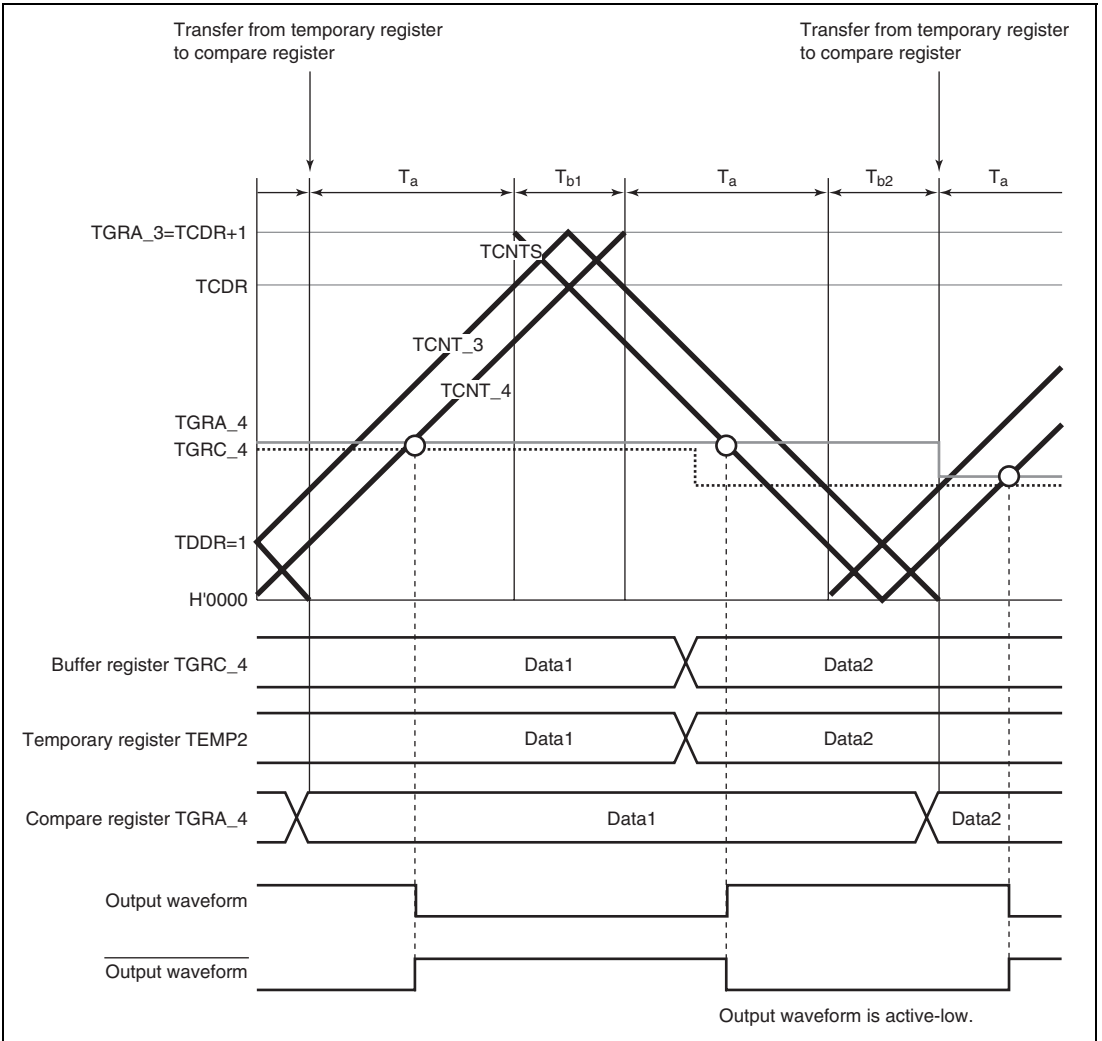 Transfer from temporary register
to compare register
Transfer from temporary register
to compare register
Ta
Tb1
Ta
Tb2
Ta
TGRA_3=TCDR+1
TCNTS
TCDR
TCNT_3
TCNT_4
TGRA_4
TGRC_4
TDDR=1
H'0000
Buffer register TGRC_4
Data1
Data2
Temporary register TEMP2
Data1
Data2
Compare register TGRA_4
Data1
Data2
Output waveform
Output waveform
Output waveform is active-low.